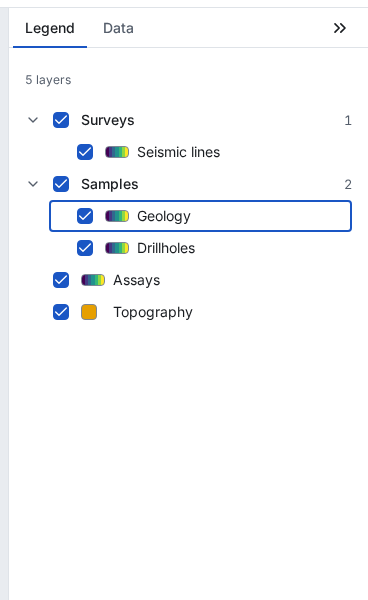 Legend Data
5 layers
Surveys 1
Seismic lines
Samples 2
Geology
Drillholes
Assays
Topography